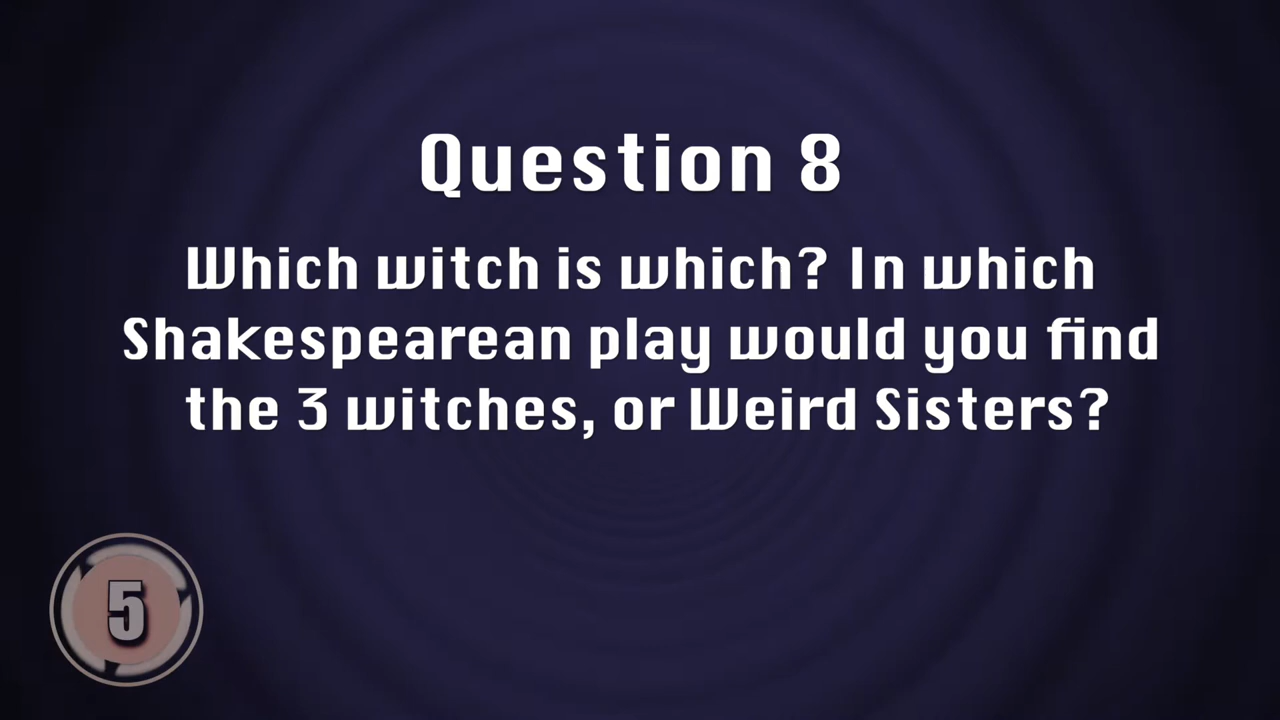 Question 8
Which witch is which? In which
Shakespearean play would you find
the 3 witches, or Weird Sisters?
5